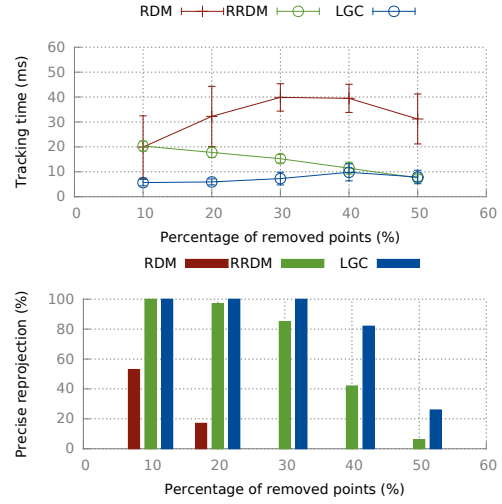 RDM RRDM LGC
Tracking time (ms)
60
50
40
30
20
10
0
0 10 20 30 40 50 60
Percentage of removed points (%)
RDM RRDM LGC
Precise reprojection (%)
100
80
60
40
20
0
0 10 20 30 40 50 60
Percentage of removed points (%)